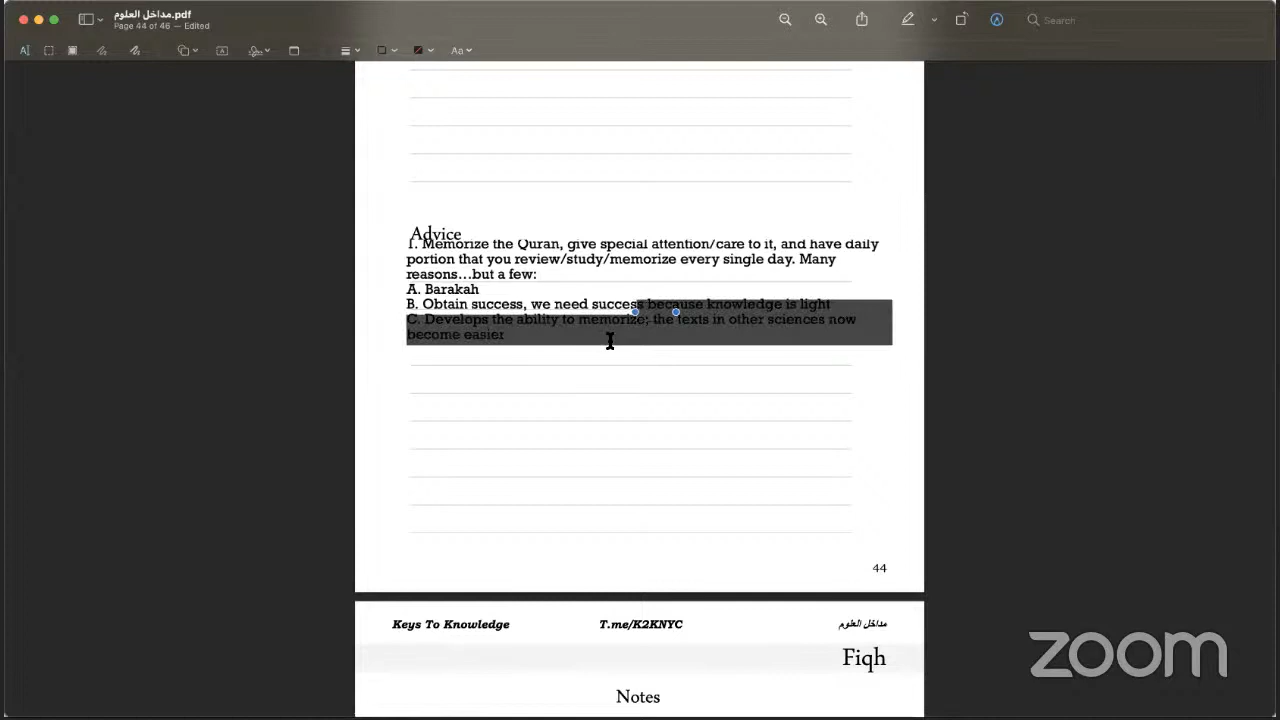 مداخل العلوم.pdf
Page 44 of 46 — Edited
Search
Aa
Advice
1. Memorize the Quran, give special attention/care to it, and have daily
portion that you review/study/memorize every single day. Many
reasons...but a few:
A. Barakah
B. Obtain success, we need success because knowledge is light
C. Develops the ability to memorize; the texts in other sciences now
become easier
44
Keys To Knowledge T.me/K2KNYC مداخل العلوم
Fiqh
Notes
zoom